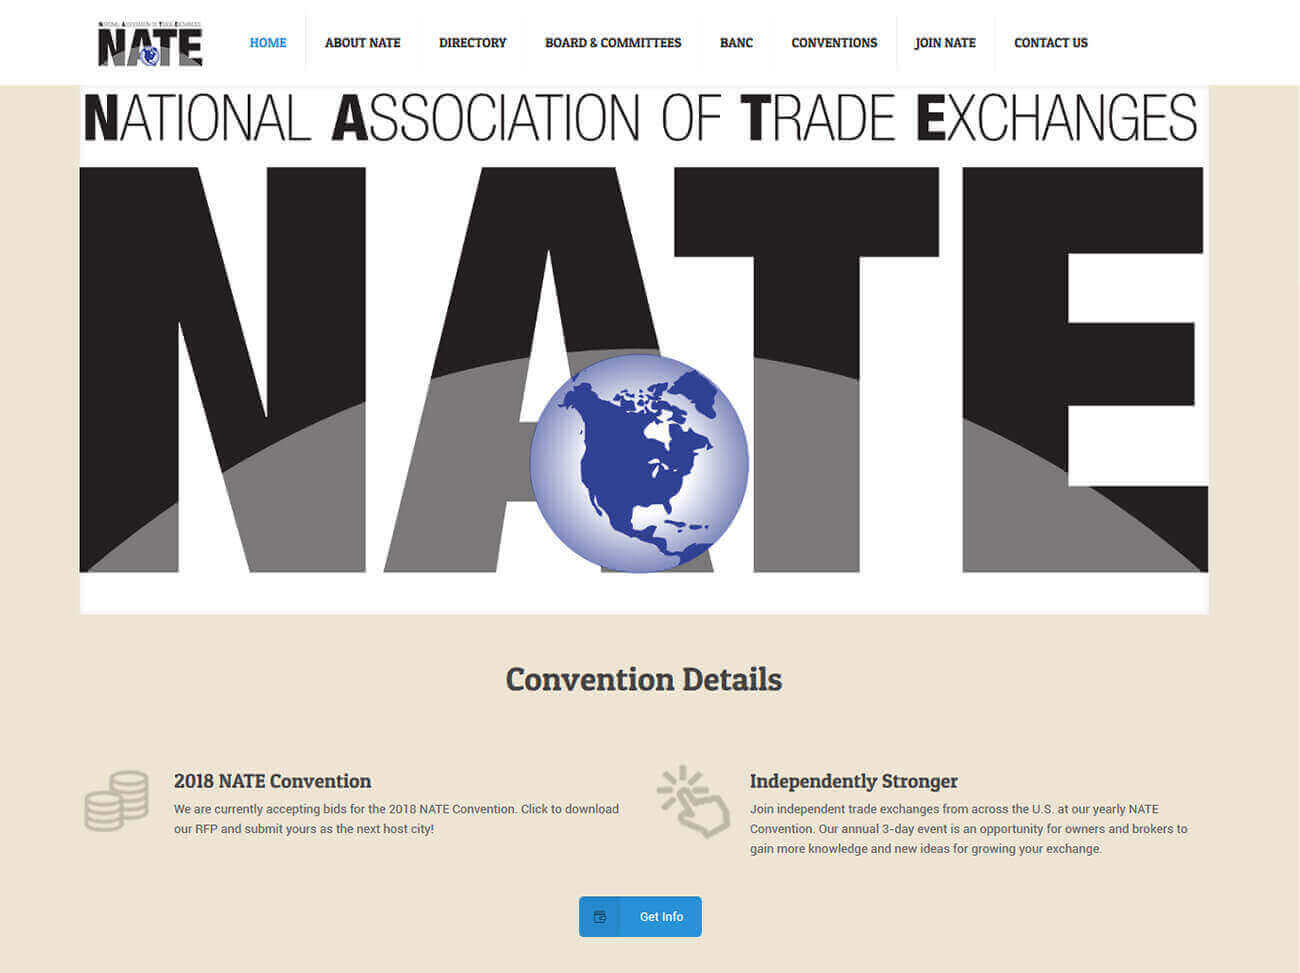 NATIONAL ASSOCIATION OF TRADE EXCHANGES
NATE
HOME
ABOUT NATE
DIRECTORY
BOARD & COMMITTEES
BANC
CONVENTIONS
JOIN NATE
CONTACT US
NATIONAL ASSOCIATION OF TRADE EXCHANGES
NATE
Convention Details
2018 NATE Convention
We are currently accepting bids for the 2018 NATE Convention. Click to download
our RFP and submit yours as the next host city!
Independently Stronger
Join independent trade exchanges from across the U.S. at our yearly NATE
Convention. Our annual 3-day event is an opportunity for owners and brokers to
gain more knowledge and new ideas for growing your exchange.
Get Info